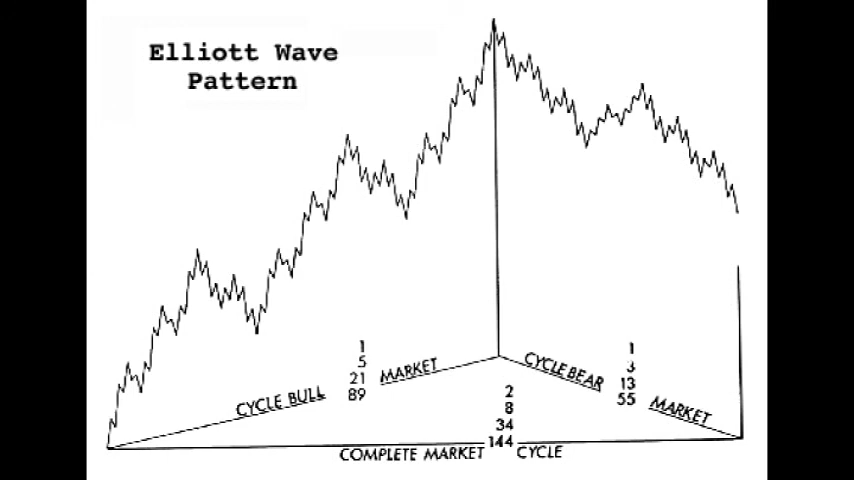 Elliott Wave
Pattern
1
5
21
89
CYCLE BULL
MARKET
1
3
13
55
CYCLE BEAR
MARKET
2
8
34
144
COMPLETE MARKET CYCLE